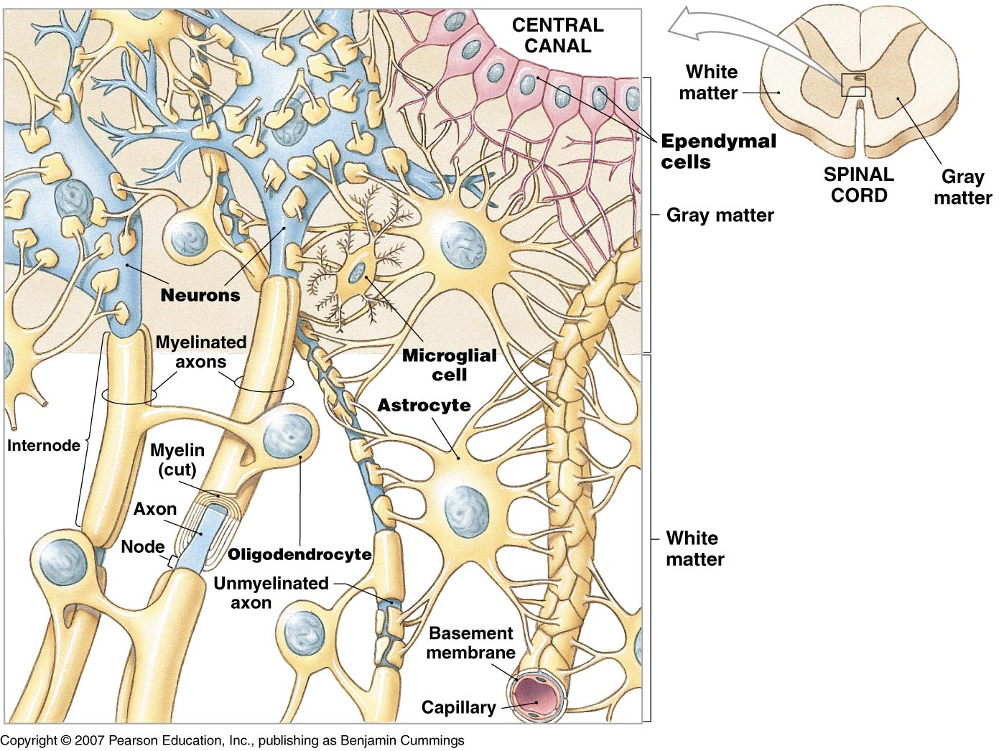 CENTRAL
CANAL
White
matter
Ependymal
cells
SPINAL
CORD
Gray
matter
Gray matter
Neurons
Myelinated
axons
Microglial
cell
Astrocyte
Internode
Myelin
(cut)
Axon
Node
Oligodendrocyte
Unmyelinated
axon
White
matter
Basement
membrane
Capillary
Copyright © 2007 Pearson Education, Inc., publishing as Benjamin Cummings